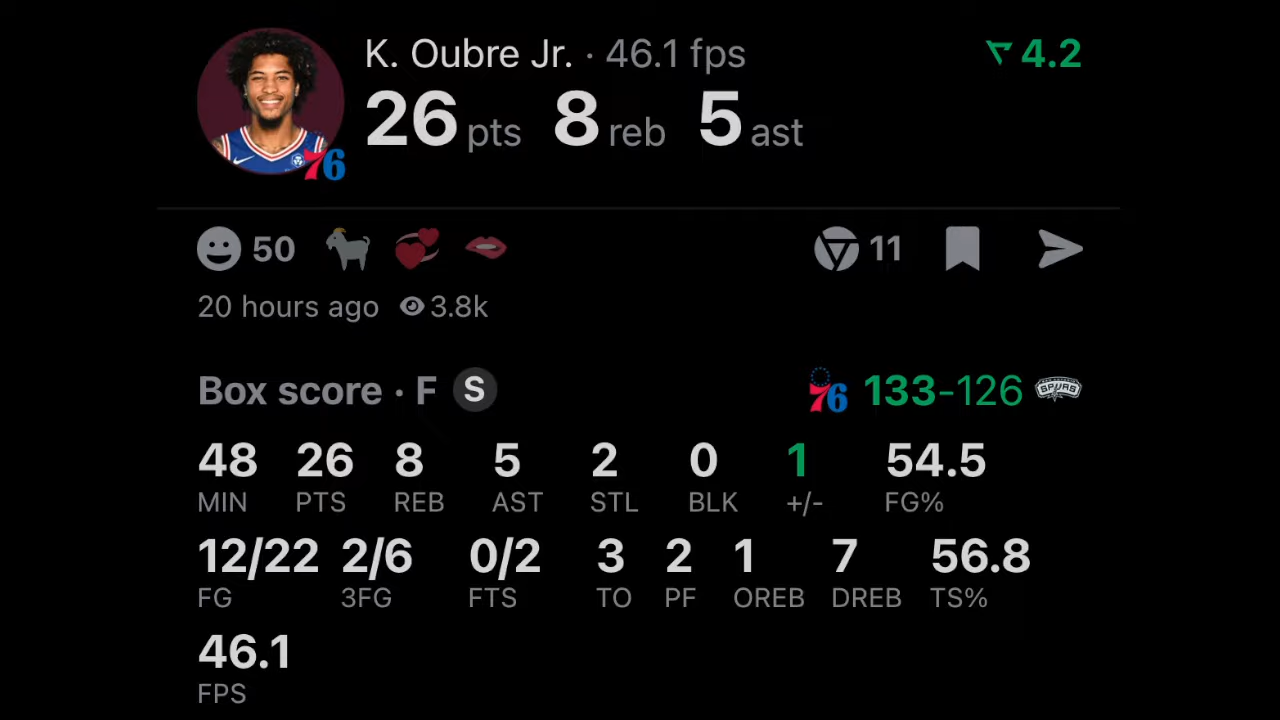 K. Oubre Jr. · 46.1 fps
4.2
26 pts 8 reb 5 ast
76
50
11
20 hours ago 3.8k
Box score · F S
76 133-126 SPURS
48 26 8 5 2 0 1 54.5
MIN PTS REB AST STL BLK +/- FG%
12/22 2/6 0/2 3 2 1 7 56.8
FG 3FG FTS TO PF OREB DREB TS%
46.1
FPS